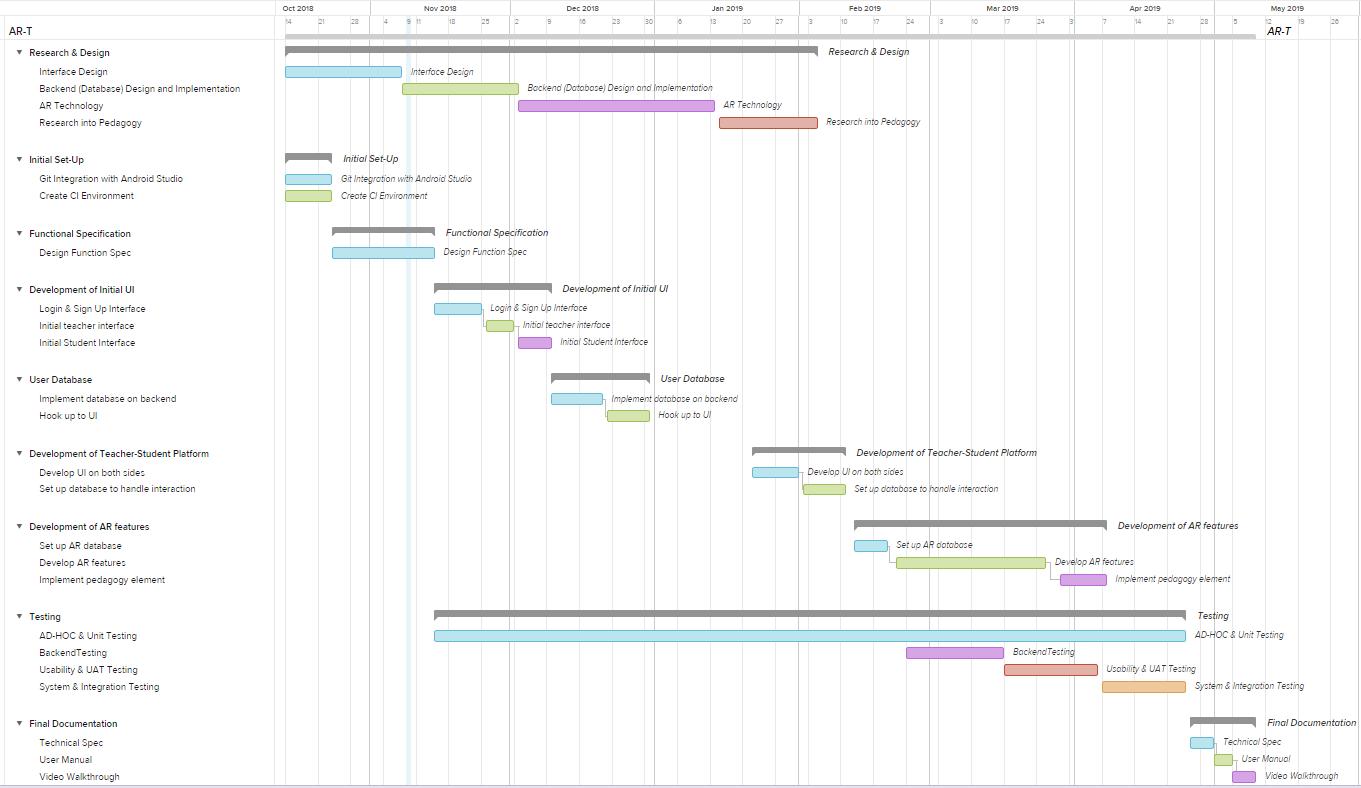 Oct 2018 Nov 2018 Dec 2018 Jan 2019 Feb 2019 Mar 2019 Apr 2019 May 2019
14 21 28 4 9 11 18 25 2 9 16 23 30 6 13 20 27 3 10 17 24 3 10 17 24 3 7 14 21 28 5 12 19 26
AR-T AR-T
Research & Design Research & Design
Interface Design Interface Design
Backend (Database) Design and Implementation Backend (Database) Design and Implementation
AR Technology AR Technology
Research into Pedagogy Research into Pedagogy
Initial Set-Up Initial Set-Up
Git Integration with Android Studio Git Integration with Android Studio
Create CI Environment Create CI Environment
Functional Specification Functional Specification
Design Function Spec Design Function Spec
Development of Initial UI Development of Initial UI
Login & Sign Up Interface Login & Sign Up Interface
Initial teacher interface Initial teacher interface
Initial Student Interface Initial Student Interface
User Database User Database
Implement database on backend Implement database on backend
Hook up to UI Hook up to UI
Development of Teacher-Student Platform Development of Teacher-Student Platform
Develop UI on both sides Develop UI on both sides
Set up database to handle interaction Set up database to handle interaction
Development of AR features Development of AR features
Set up AR database Set up AR database
Develop AR features Develop AR features
Implement pedagogy element Implement pedagogy element
Testing Testing
AD-HOC & Unit Testing AD-HOC & Unit Testing
BackendTesting BackendTesting
Usability & UAT Testing Usability & UAT Testing
System & Integration Testing System & Integration Testing
Final Documentation Final Documentation
Technical Spec Technical Spec
User Manual User Manual
Video Walkthrough Video Walkthrough